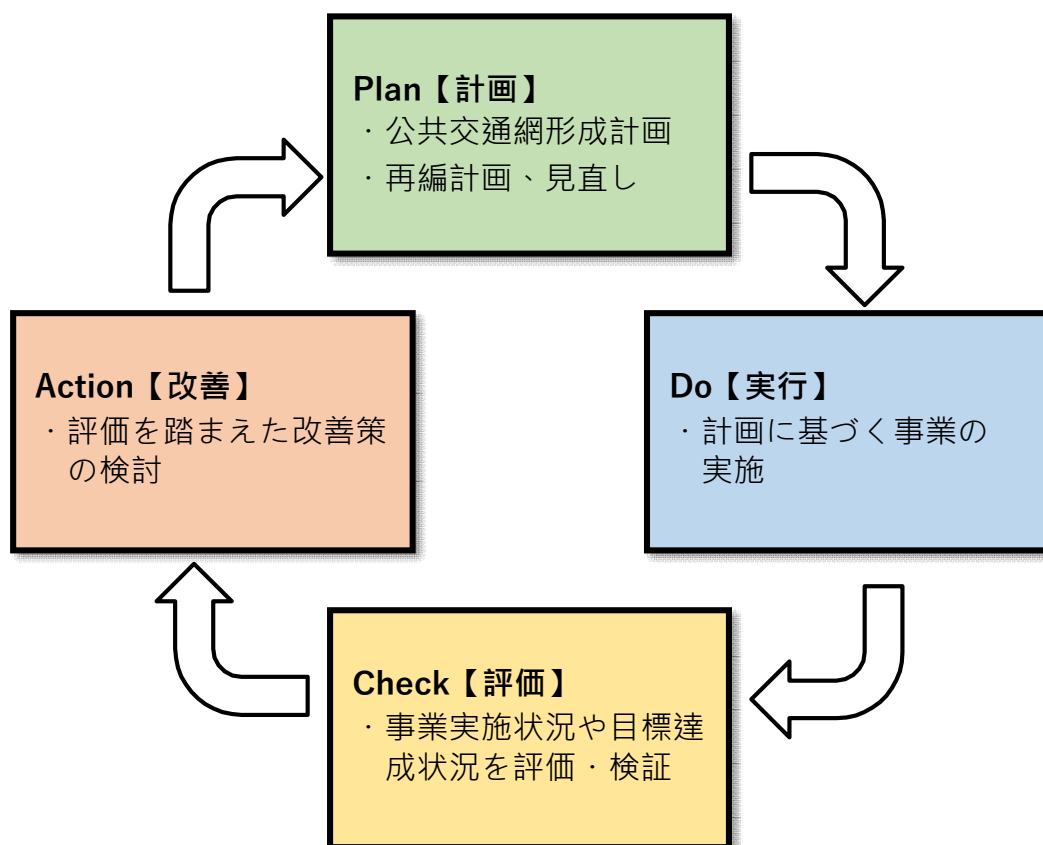 Plan【計画】
・公共交通網形成計画
・再編計画、見直し
Action【改善】
・評価を踏まえた改善策
の検討
Do【実行】
・計画に基づく事業の
実施
Check【評価】
・事業実施状況や目標達
成状況を評価・検証